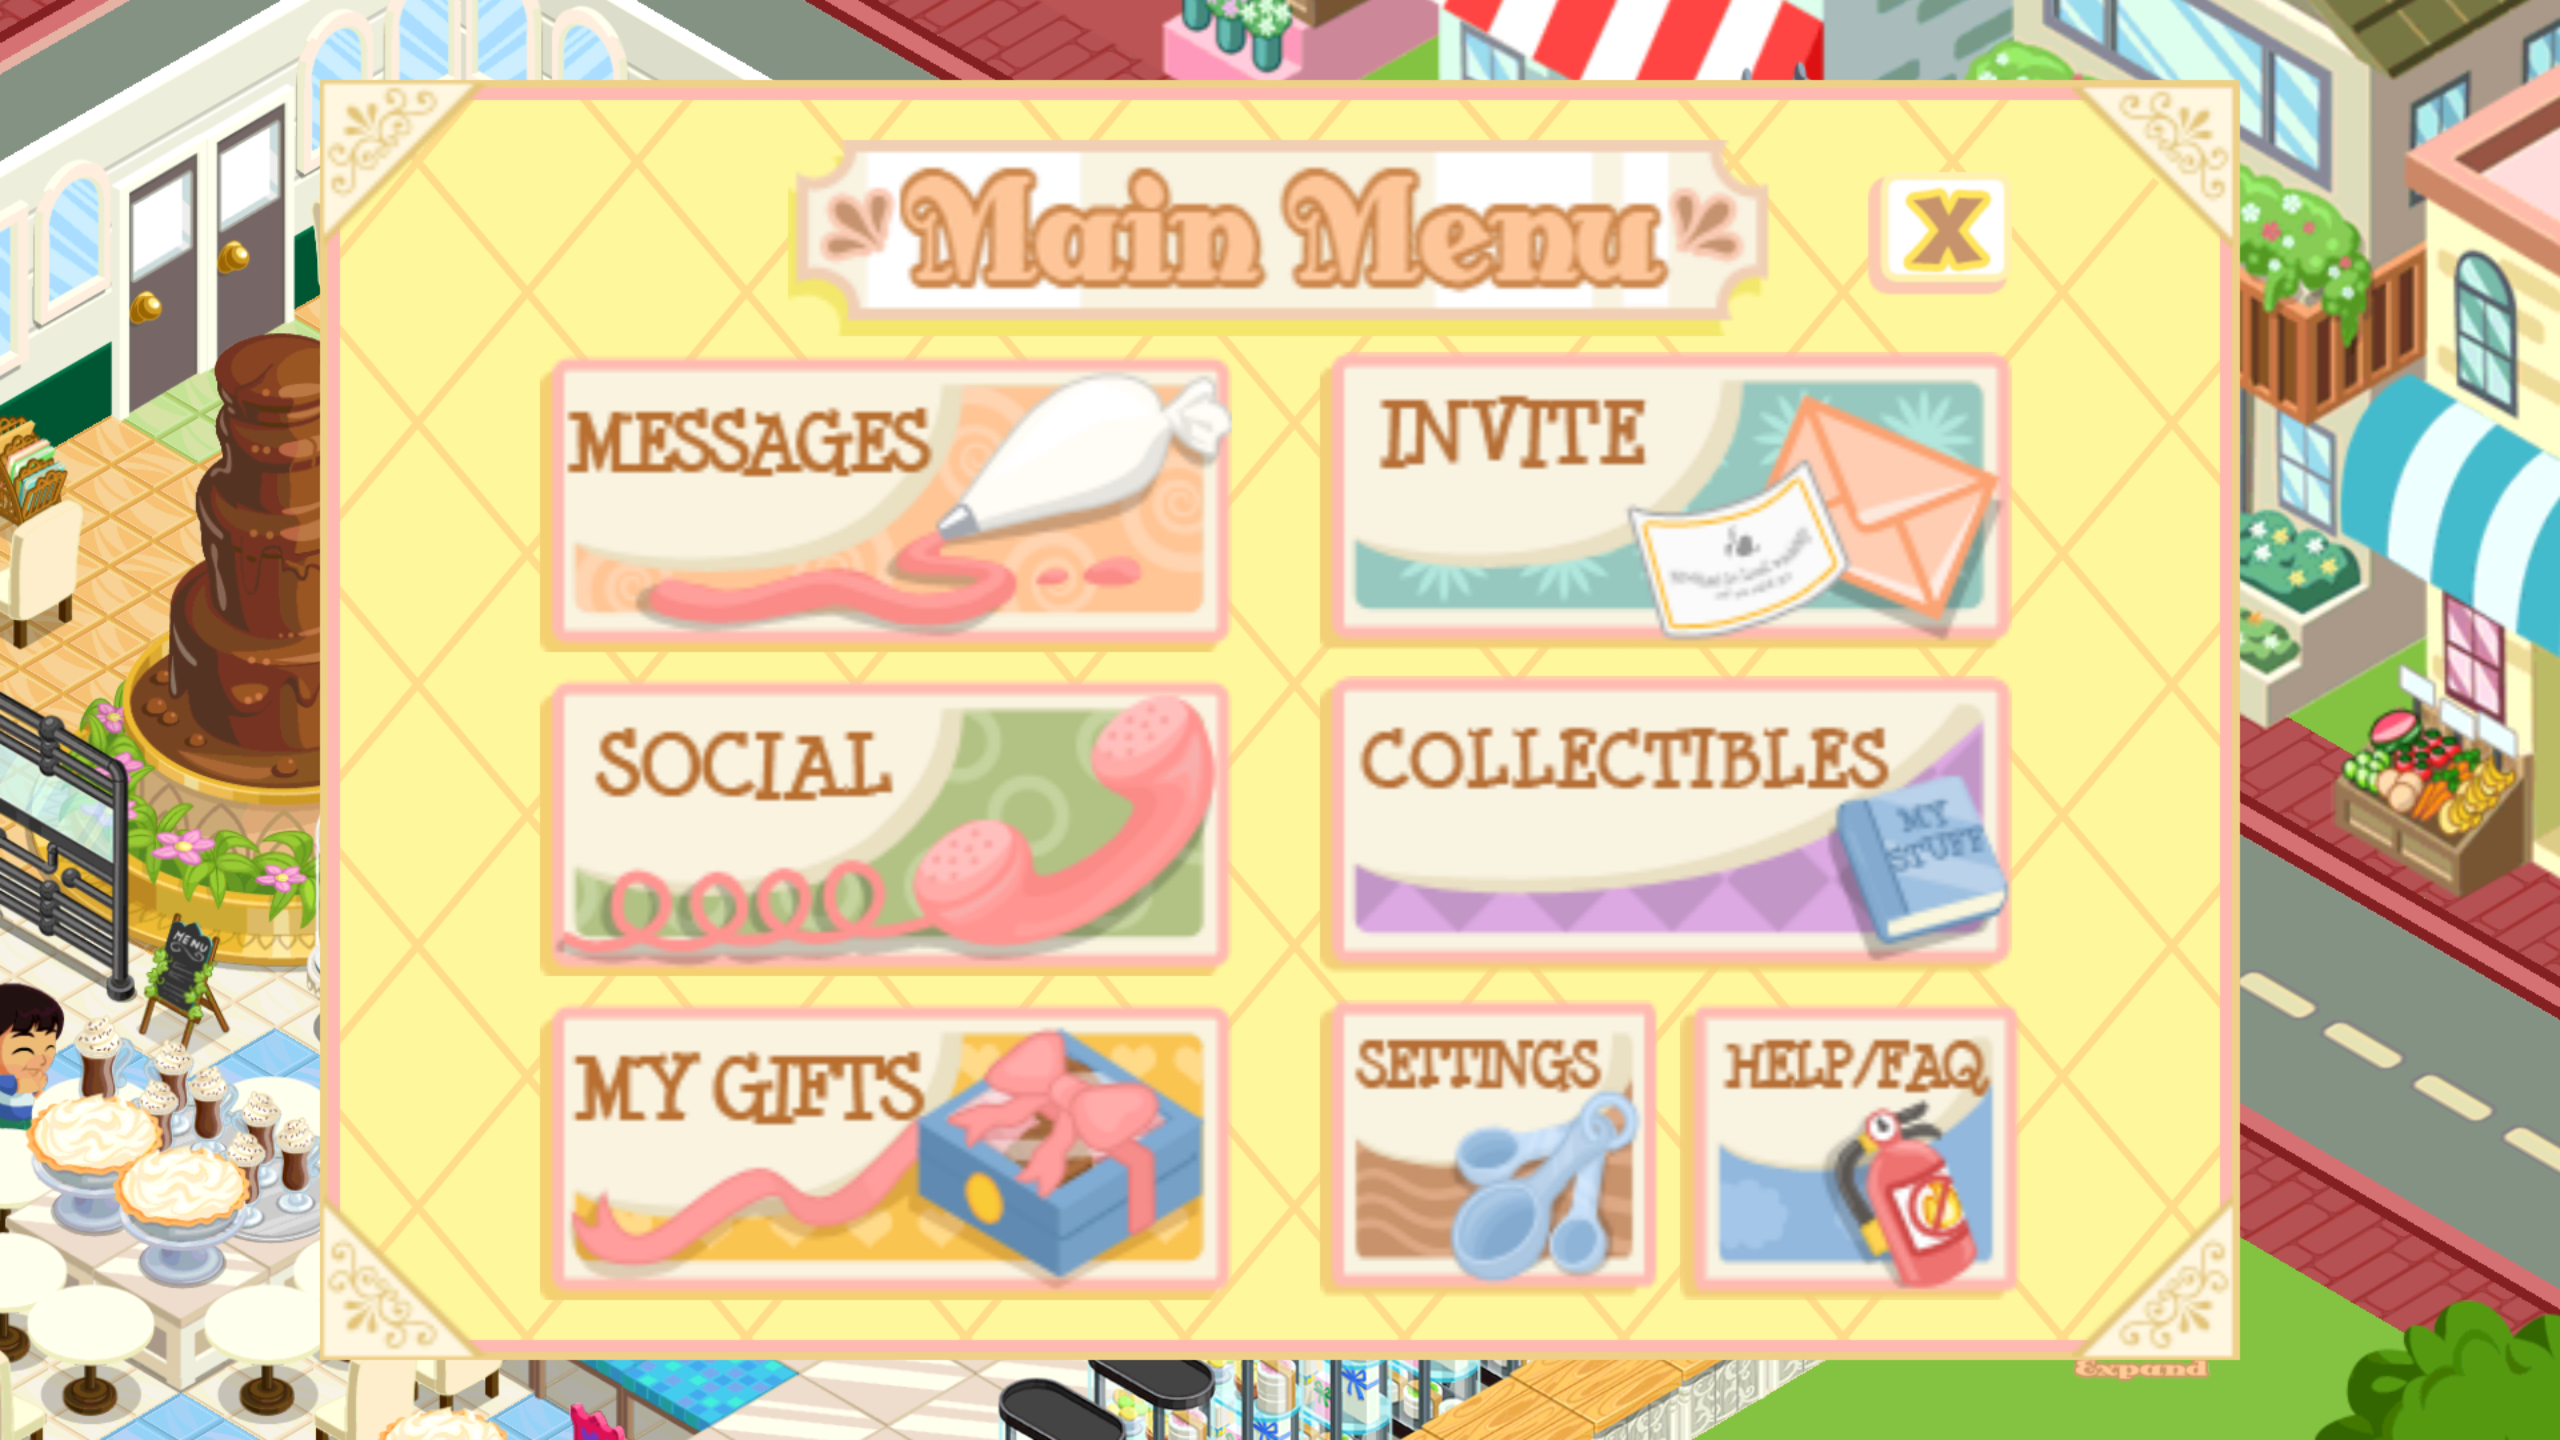 Main Menu
X
MESSAGES
INVITE
SOCIAL
COLLECTIBLES
MY
STUFF
MY GIFTS
SETTINGS
HELP/FAQ
MENU
Expand